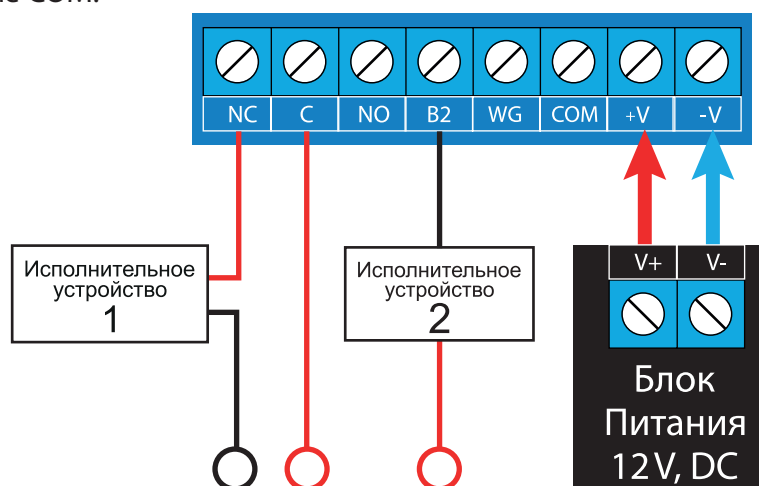 NC C NO B2 WG COM +V -V
Исполнительное
устройство
1
Исполнительное
устройство
2
V+ V-
Блок
Питания
12V, DC